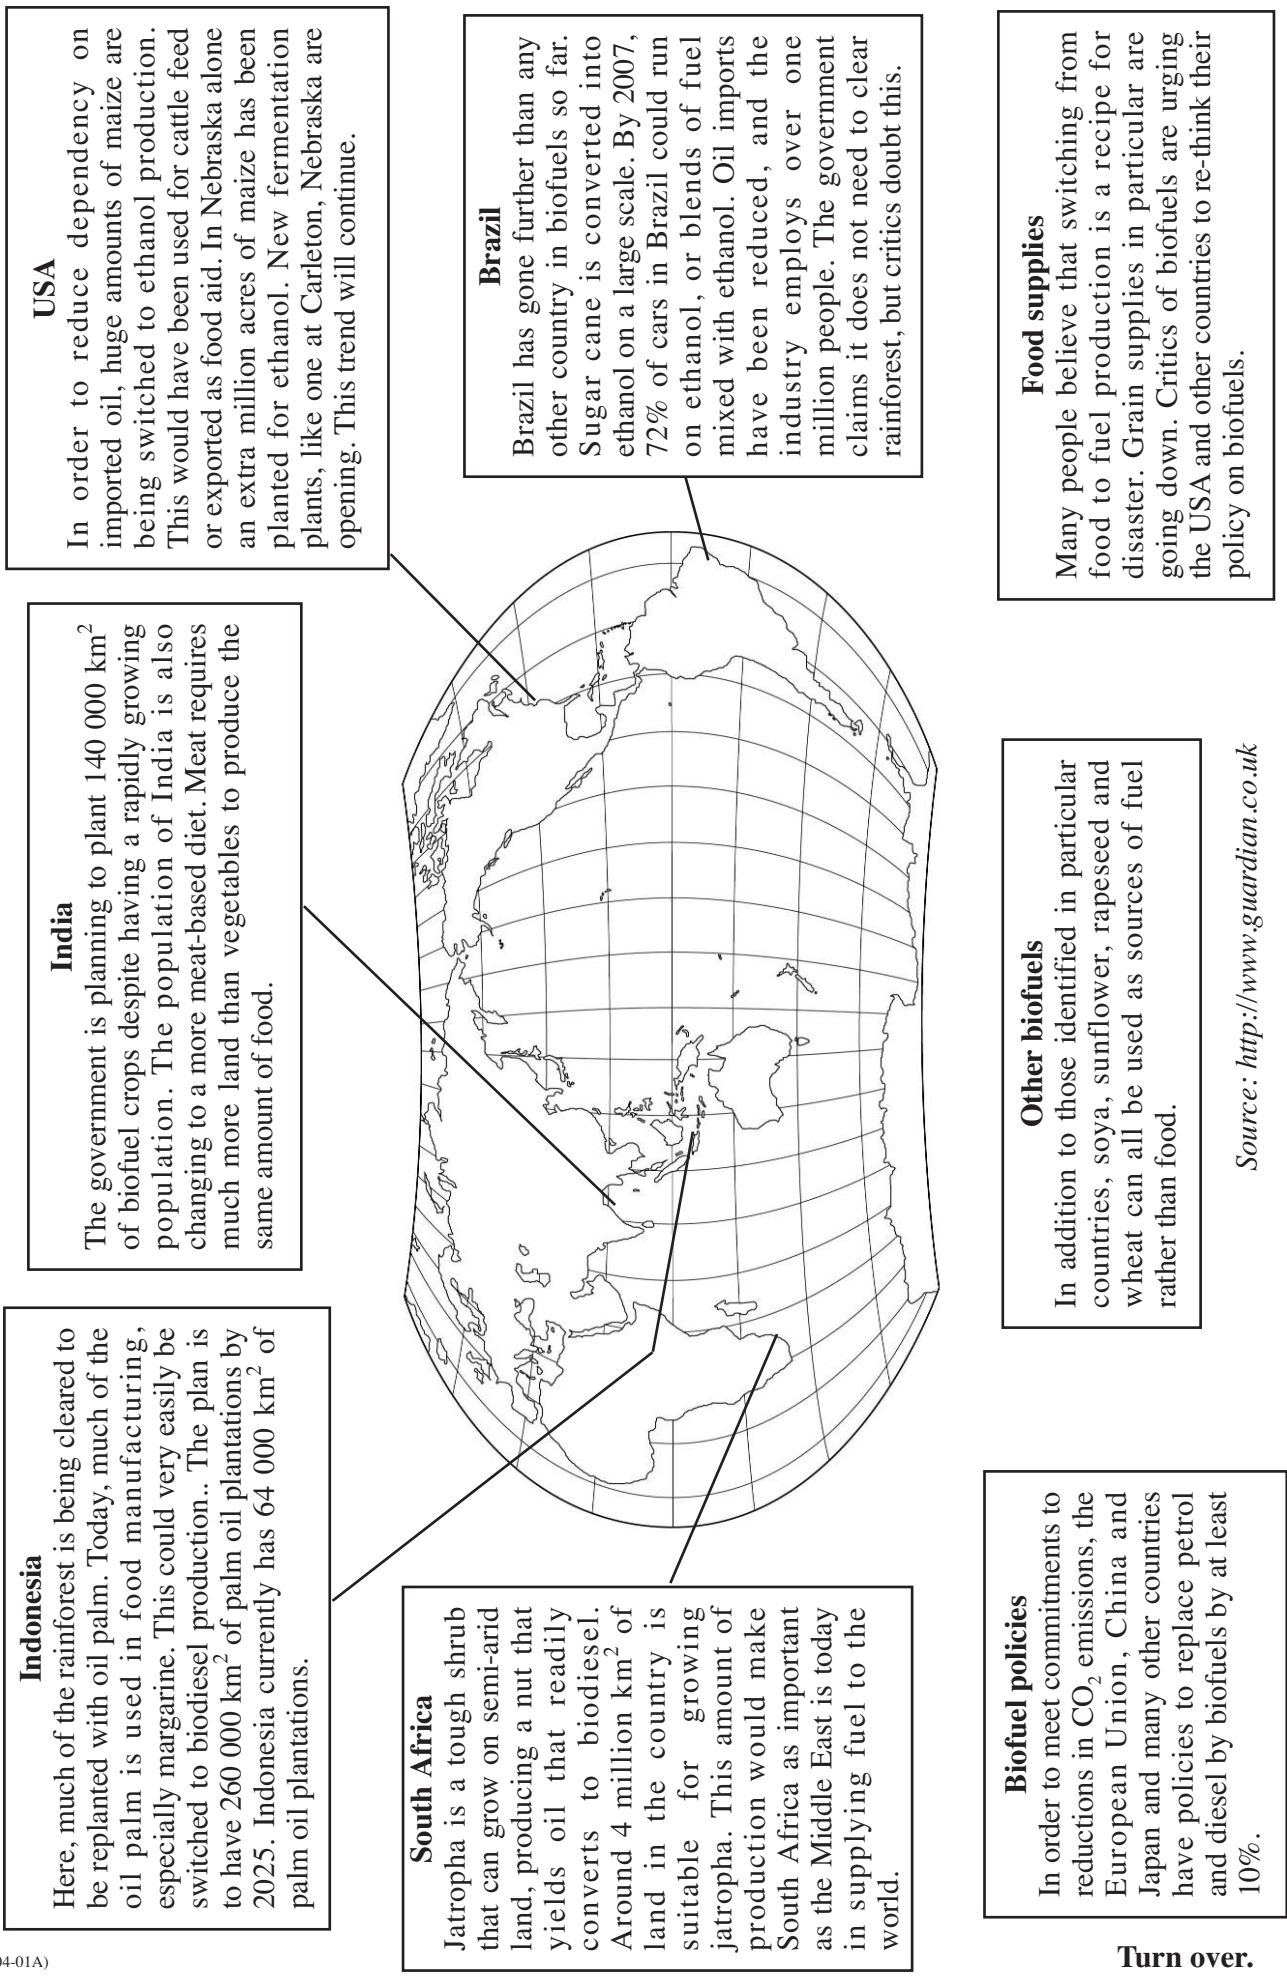 Indonesia
Here, much of the rainforest is being cleared to
be replanted with oil palm. Today, much of the
oil palm is used in food manufacturing,
especially margarine. This could very easily be
switched to biodiesel production.. The plan is
to have 260 000 km² of palm oil plantations by
2025. Indonesia currently has 64 000 km² of
palm oil plantations.
India
The government is planning to plant 140 000 km²
of biofuel crops despite having a rapidly growing
population. The population of India is also
changing to a more meat-based diet. Meat requires
much more land than vegetables to produce the
same amount of food.
USA
In order to reduce dependency on
imported oil, huge amounts of maize are
being switched to ethanol production.
This would have been used for cattle feed
or exported as food aid. In Nebraska alone
an extra million acres of maize has been
planted for ethanol. New fermentation
plants, like one at Carleton, Nebraska are
opening. This trend will continue.
South Africa
Jatropha is a tough shrub
that can grow on semi-arid
land, producing a nut that
yields oil that readily
converts to biodiesel.
Around 4 million km² of
land in the country is
suitable for growing
jatropha. This amount of
production would make
South Africa as important
as the Middle East is today
in supplying fuel to the
world.
Brazil
Brazil has gone further than any
other country in biofuels so far.
Sugar cane is converted into
ethanol on a large scale. By 2007,
72% of cars in Brazil could run
on ethanol, or blends of fuel
mixed with ethanol. Oil imports
have been reduced, and the
industry employs over one
million people. The government
claims it does not need to clear
rainforest, but critics doubt this.
Biofuel policies
In order to meet commitments to
reductions in CO₂ emissions, the
European Union, China and
Japan and many other countries
have policies to replace petrol
and diesel by biofuels by at least
10%.
Other biofuels
In addition to those identified in particular
countries, soya, sunflower, rapeseed and
wheat can all be used as sources of fuel
rather than food.
Food supplies
Many people believe that switching from
food to fuel production is a recipe for
disaster. Grain supplies in particular are
going down. Critics of biofuels are urging
the USA and other countries to re-think their
policy on biofuels.
Source: http://www.guardian.co.uk
04-01A)
Turn over.